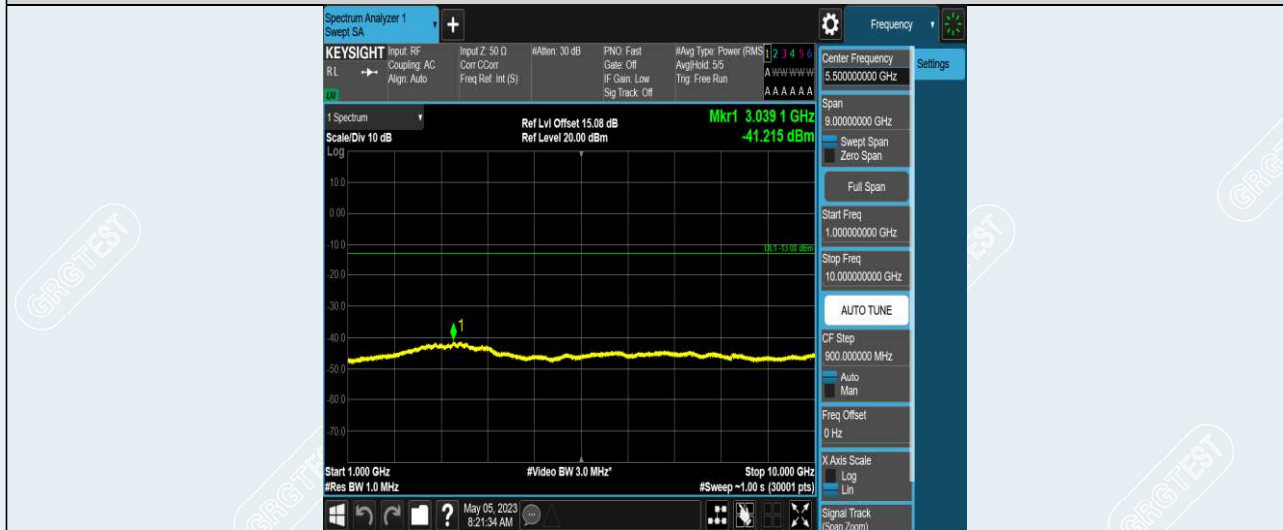 Spectrum Analyzer 1
Swept SA
+
Frequency
KEYSIGHT
RL
LXI
Input: RF
Coupling: AC
Align: Auto
Input Z: 50 Ω
Corr CCorr
Freq Ref: Int (S)
#Atten: 30 dB
PNO: Fast
Gate: Off
IF Gain: Low
Sig Track: Off
#Avg Type: Power (RMS
Avg|Hold: 5/5
Trig: Free Run
1 2 3 4 5 6
A W W W W W
A A A A A A
1 Spectrum
Scale/Div 10 dB
Log
Ref Lvl Offset 15.08 dB
Ref Level 20.00 dBm
Mkr1 3.039 1 GHz
-41.215 dBm
10.0
0.00
-10.0
DL1 -13.00 dBm
-20.0
-30.0
1
-40.0
-50.0
-60.0
-70.0
Start 1.000 GHz
#Res BW 1.0 MHz
#Video BW 3.0 MHz*
Stop 10.000 GHz
#Sweep ~1.00 s (30001 pts)
?
May 05, 2023
8:21:34 AM
Center Frequency
5.500000000 GHz
Settings
Span
9.00000000 GHz
Swept Span
Zero Span
Full Span
Start Freq
1.000000000 GHz
Stop Freq
10.000000000 GHz
AUTO TUNE
CF Step
900.000000 MHz
Auto
Man
Freq Offset
0 Hz
X Axis Scale
Log
Lin
Signal Track
(Span Zoom)
GRGTEST
GRGTEST
GRGTEST
GRGTEST
GRGTEST